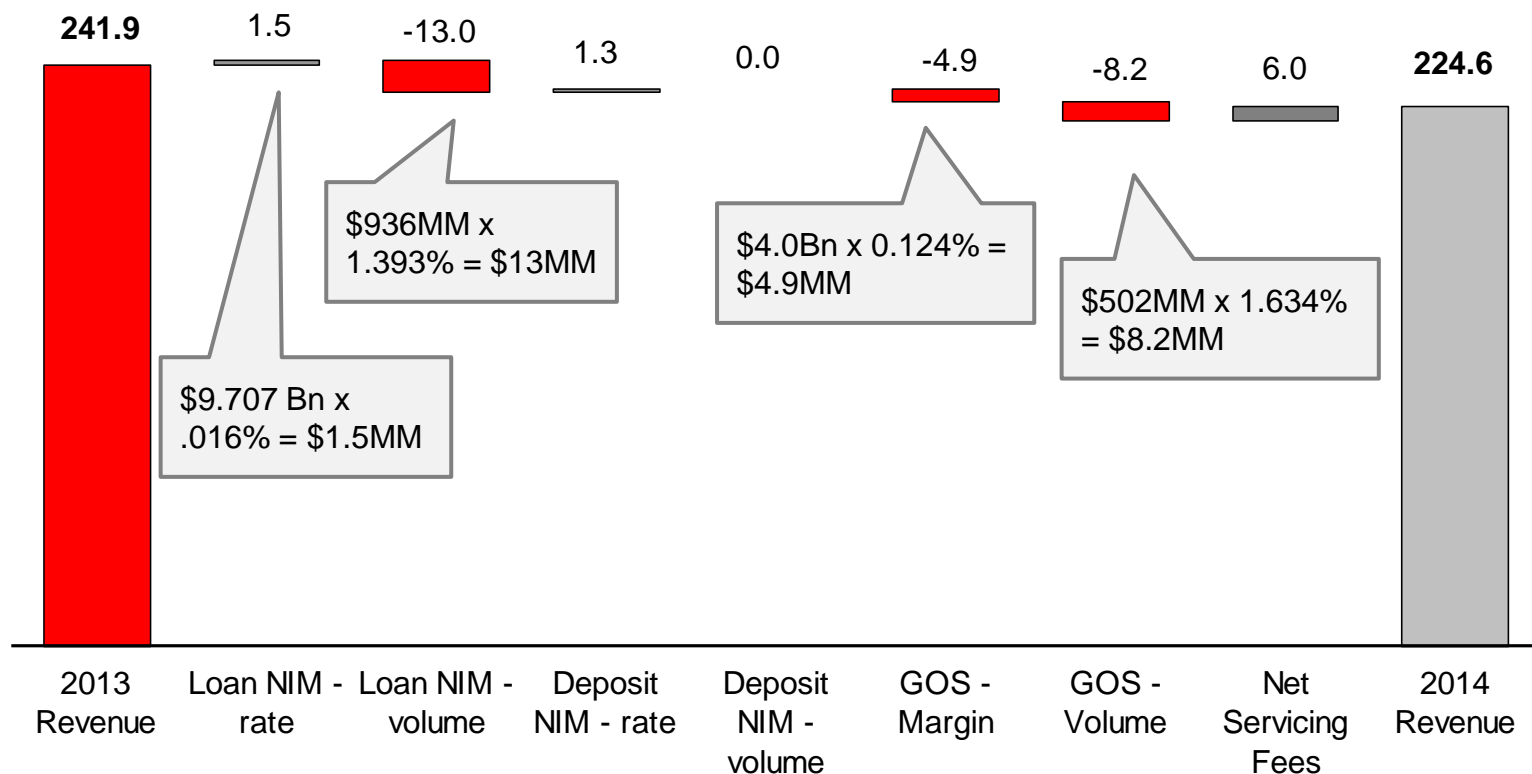 241.9
1.5
-13.0
1.3
0.0
-4.9
-8.2
6.0
224.6
$936MM x
1.393% = $13MM
$4.0Bn x 0.124% =
$4.9MM
$502MM x 1.634%
= $8.2MM
$9.707 Bn x
.016% = $1.5MM
2013
Revenue
Loan NIM -
rate
Loan NIM -
volume
Deposit
NIM - rate
Deposit
NIM -
volume
GOS -
Margin
GOS -
Volume
Net
Servicing
Fees
2014
Revenue